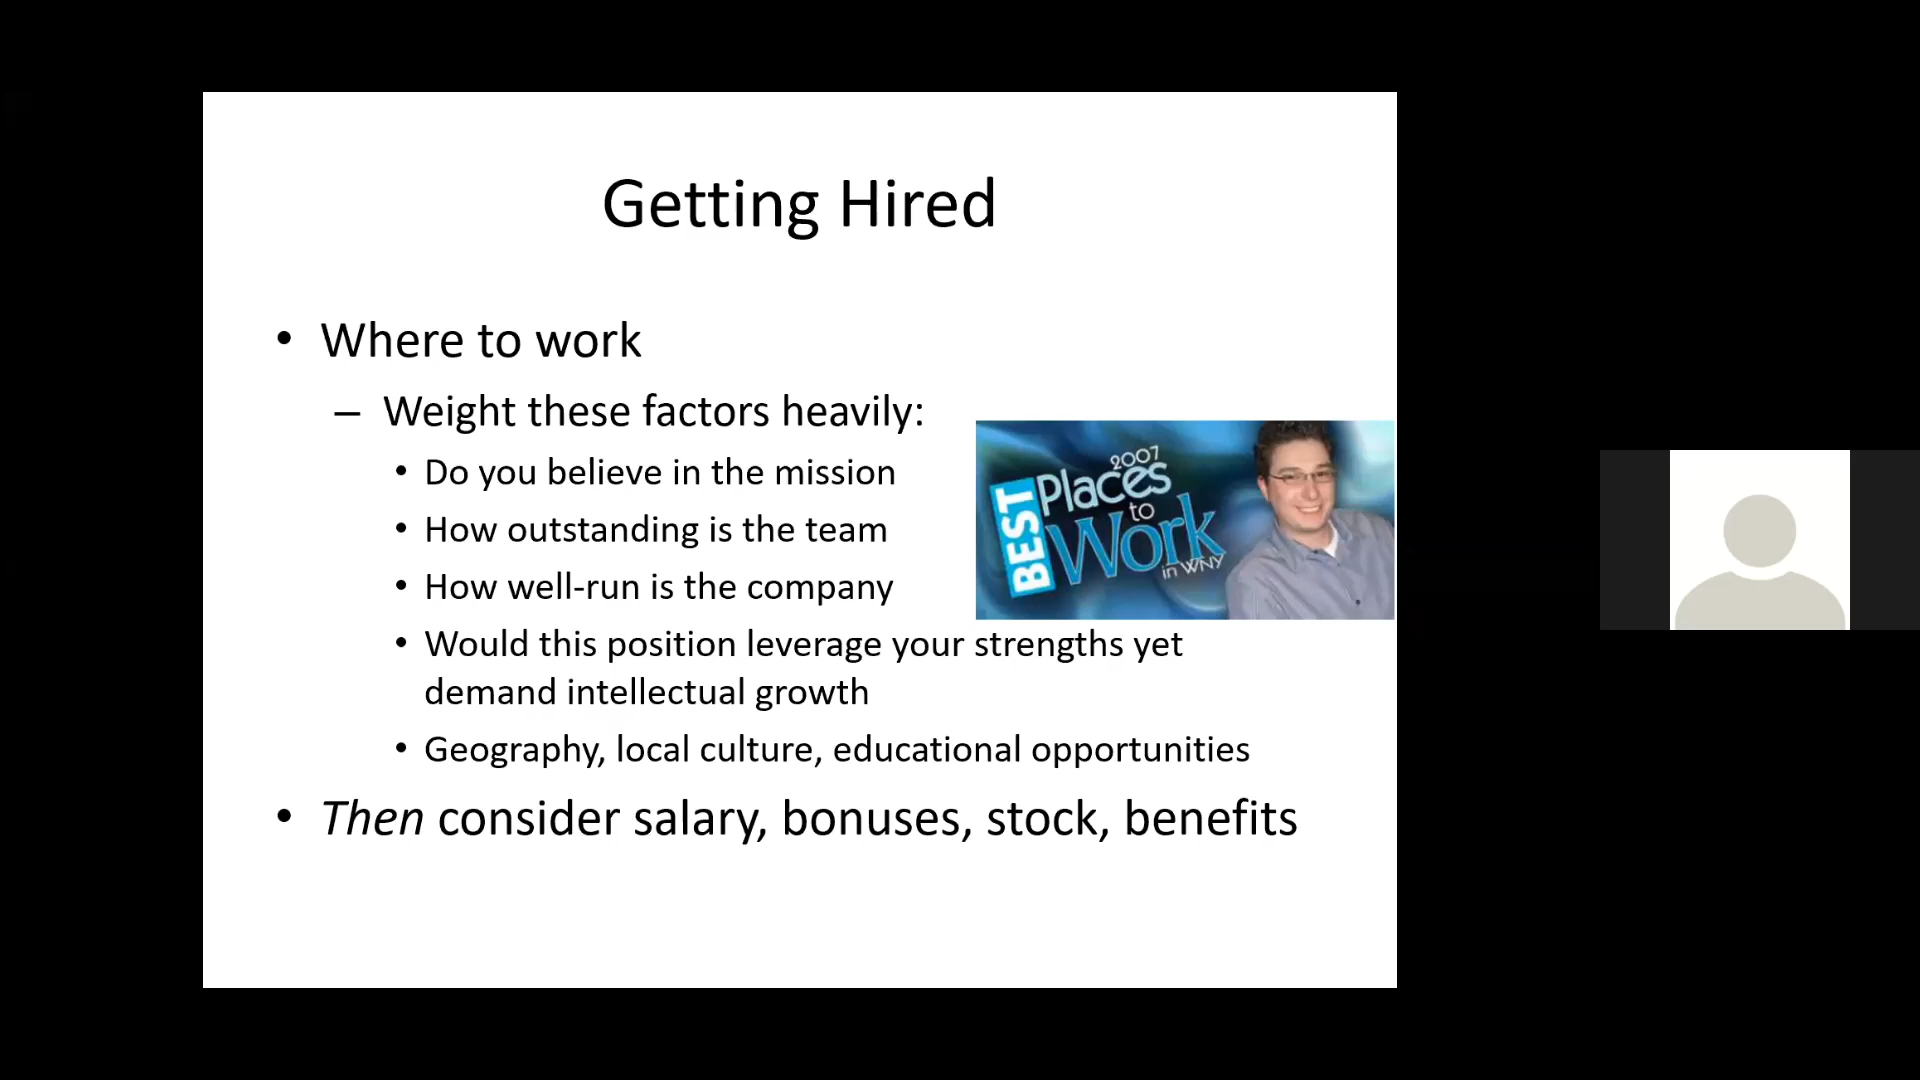 Getting Hired
• Where to work
– Weight these factors heavily:
• Do you believe in the mission
• How outstanding is the team
• How well-run is the company
2007
BEST Places
to
Work
in WNY
• Would this position leverage your strengths yet
demand intellectual growth
• Geography, local culture, educational opportunities
• Then consider salary, bonuses, stock, benefits